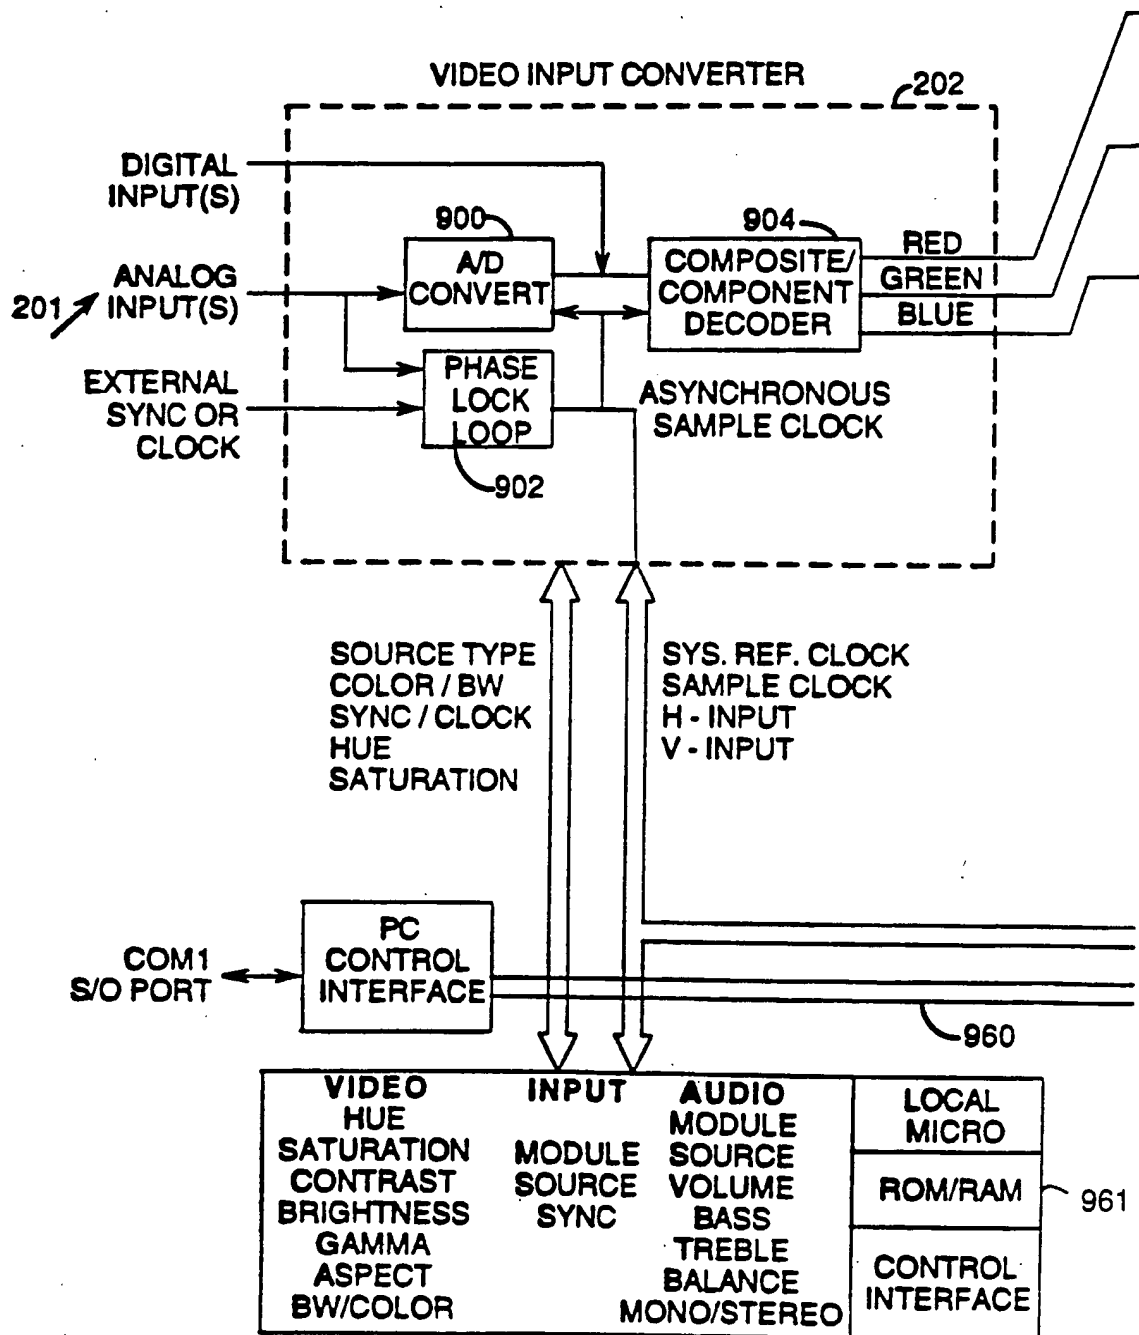 VIDEO INPUT CONVERTER
202
DIGITAL
INPUT(S)
900
904
A/D
CONVERT
COMPOSITE/
COMPONENT
DECODER
RED
GREEN
BLUE
201
ANALOG
INPUT(S)
EXTERNAL
SYNC OR
CLOCK
PHASE
LOCK
LOOP
902
ASYNCHRONOUS
SAMPLE CLOCK
SOURCE TYPE
COLOR / BW
SYNC / CLOCK
HUE
SATURATION
SYS. REF. CLOCK
SAMPLE CLOCK
H - INPUT
V - INPUT
COM1
S/O PORT
PC
CONTROL
INTERFACE
960
VIDEO
HUE
SATURATION
CONTRAST
BRIGHTNESS
GAMMA
ASPECT
BW/COLOR
INPUT
MODULE
SOURCE
SYNC
AUDIO
MODULE
SOURCE
VOLUME
BASS
TREBLE
BALANCE
MONO/STEREO
LOCAL
MICRO
ROM/RAM
961
CONTROL
INTERFACE